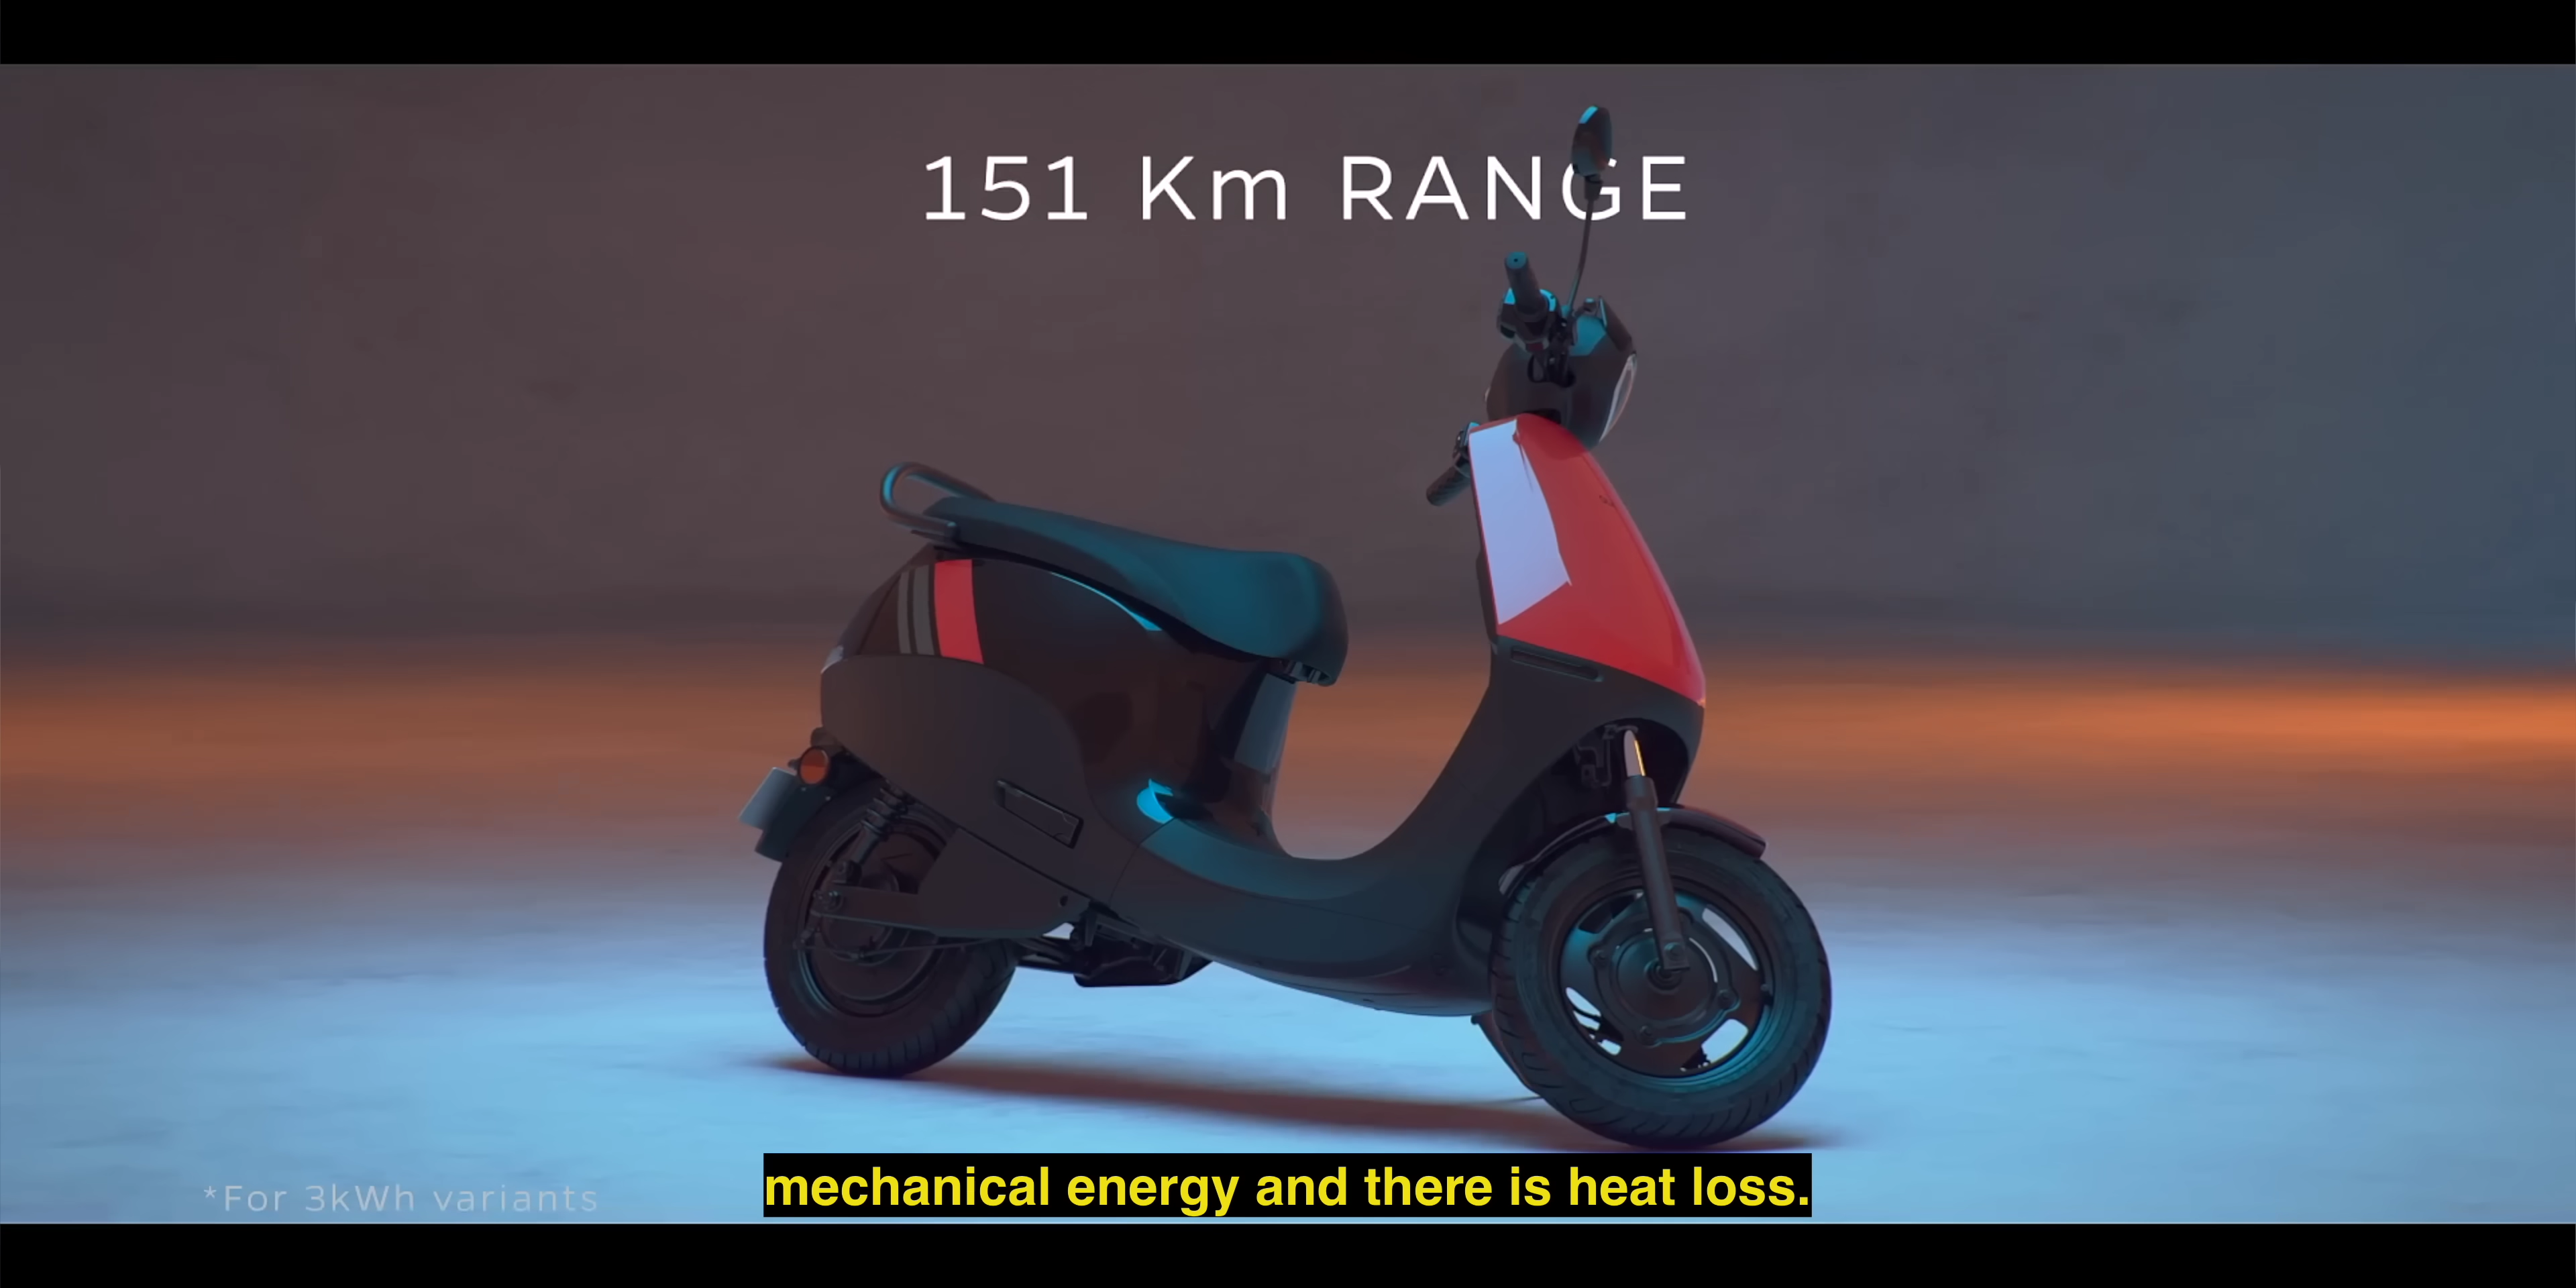 151 Km RANGE
mechanical energy and there is heat loss.
*For 3kWh variants